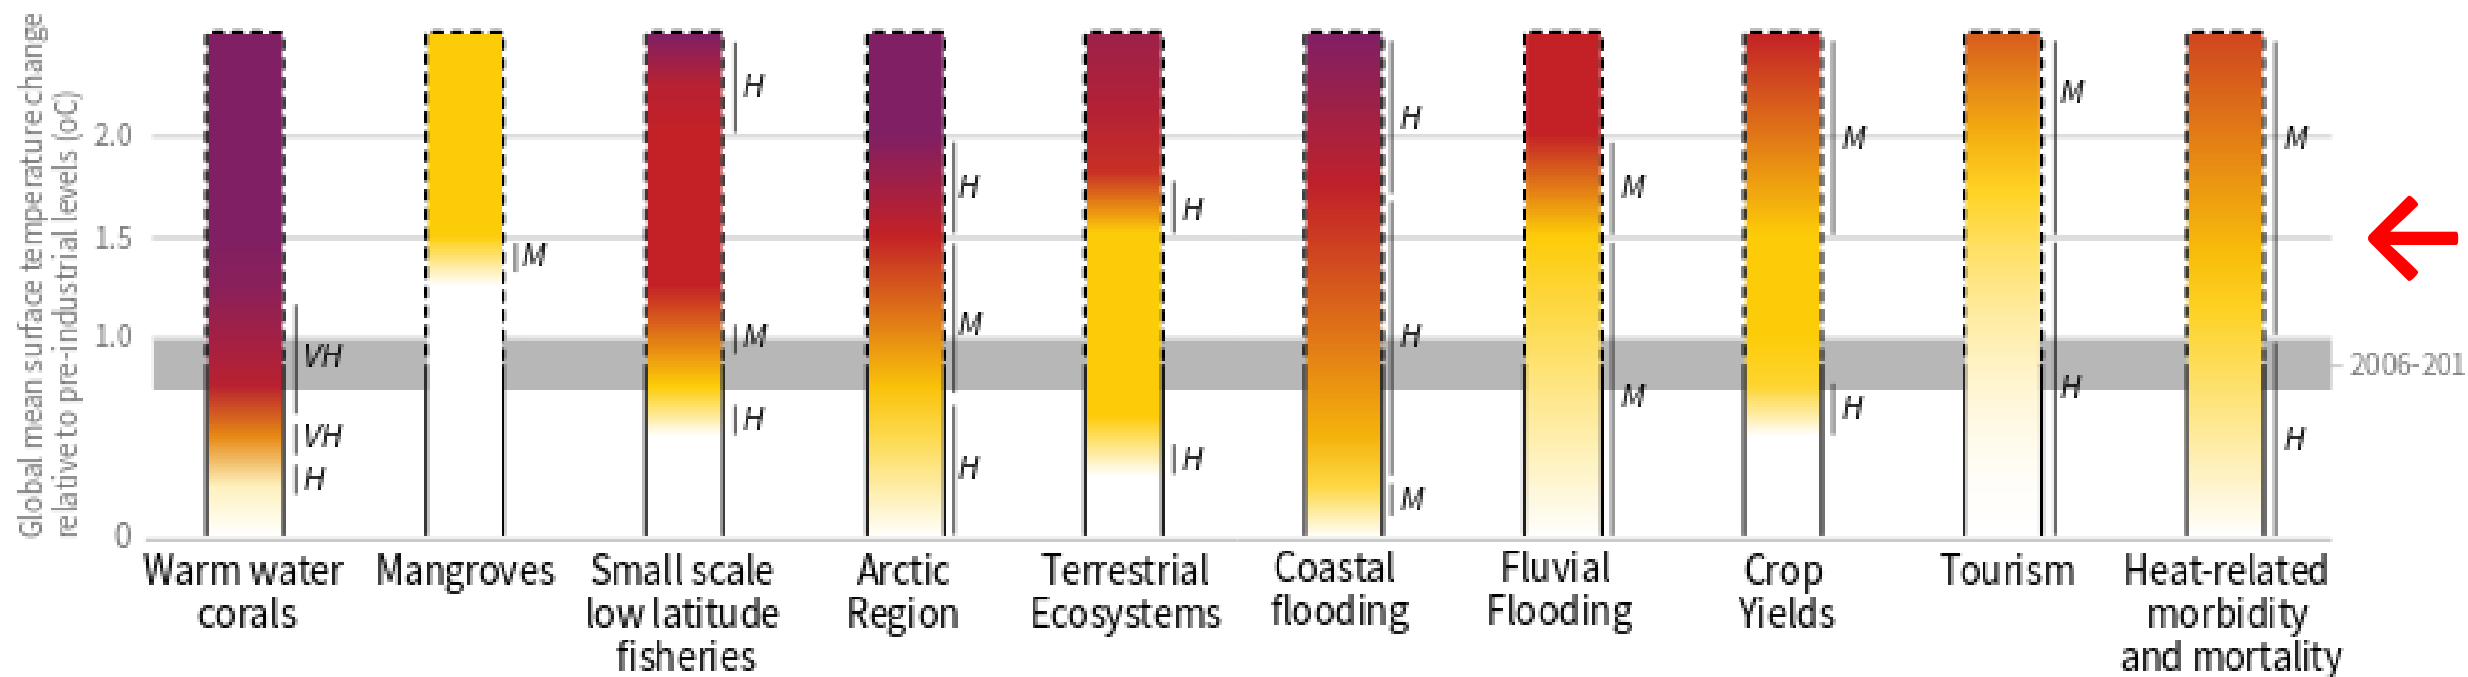 Global mean surface temperature change
relative to pre-industrial levels (oC)
2.0
1.5
1.0
0
VH
VH
H
M
H
M
H
H
M
H
H
H
H
H
M
M
M
M
H
M
H
M
H
2006-201
Warm water
corals
Mangroves
Small scale
low latitude
fisheries
Arctic
Region
Terrestrial
Ecosystems
Coastal
flooding
Fluvial
Flooding
Crop
Yields
Tourism
Heat-related
morbidity
and mortality